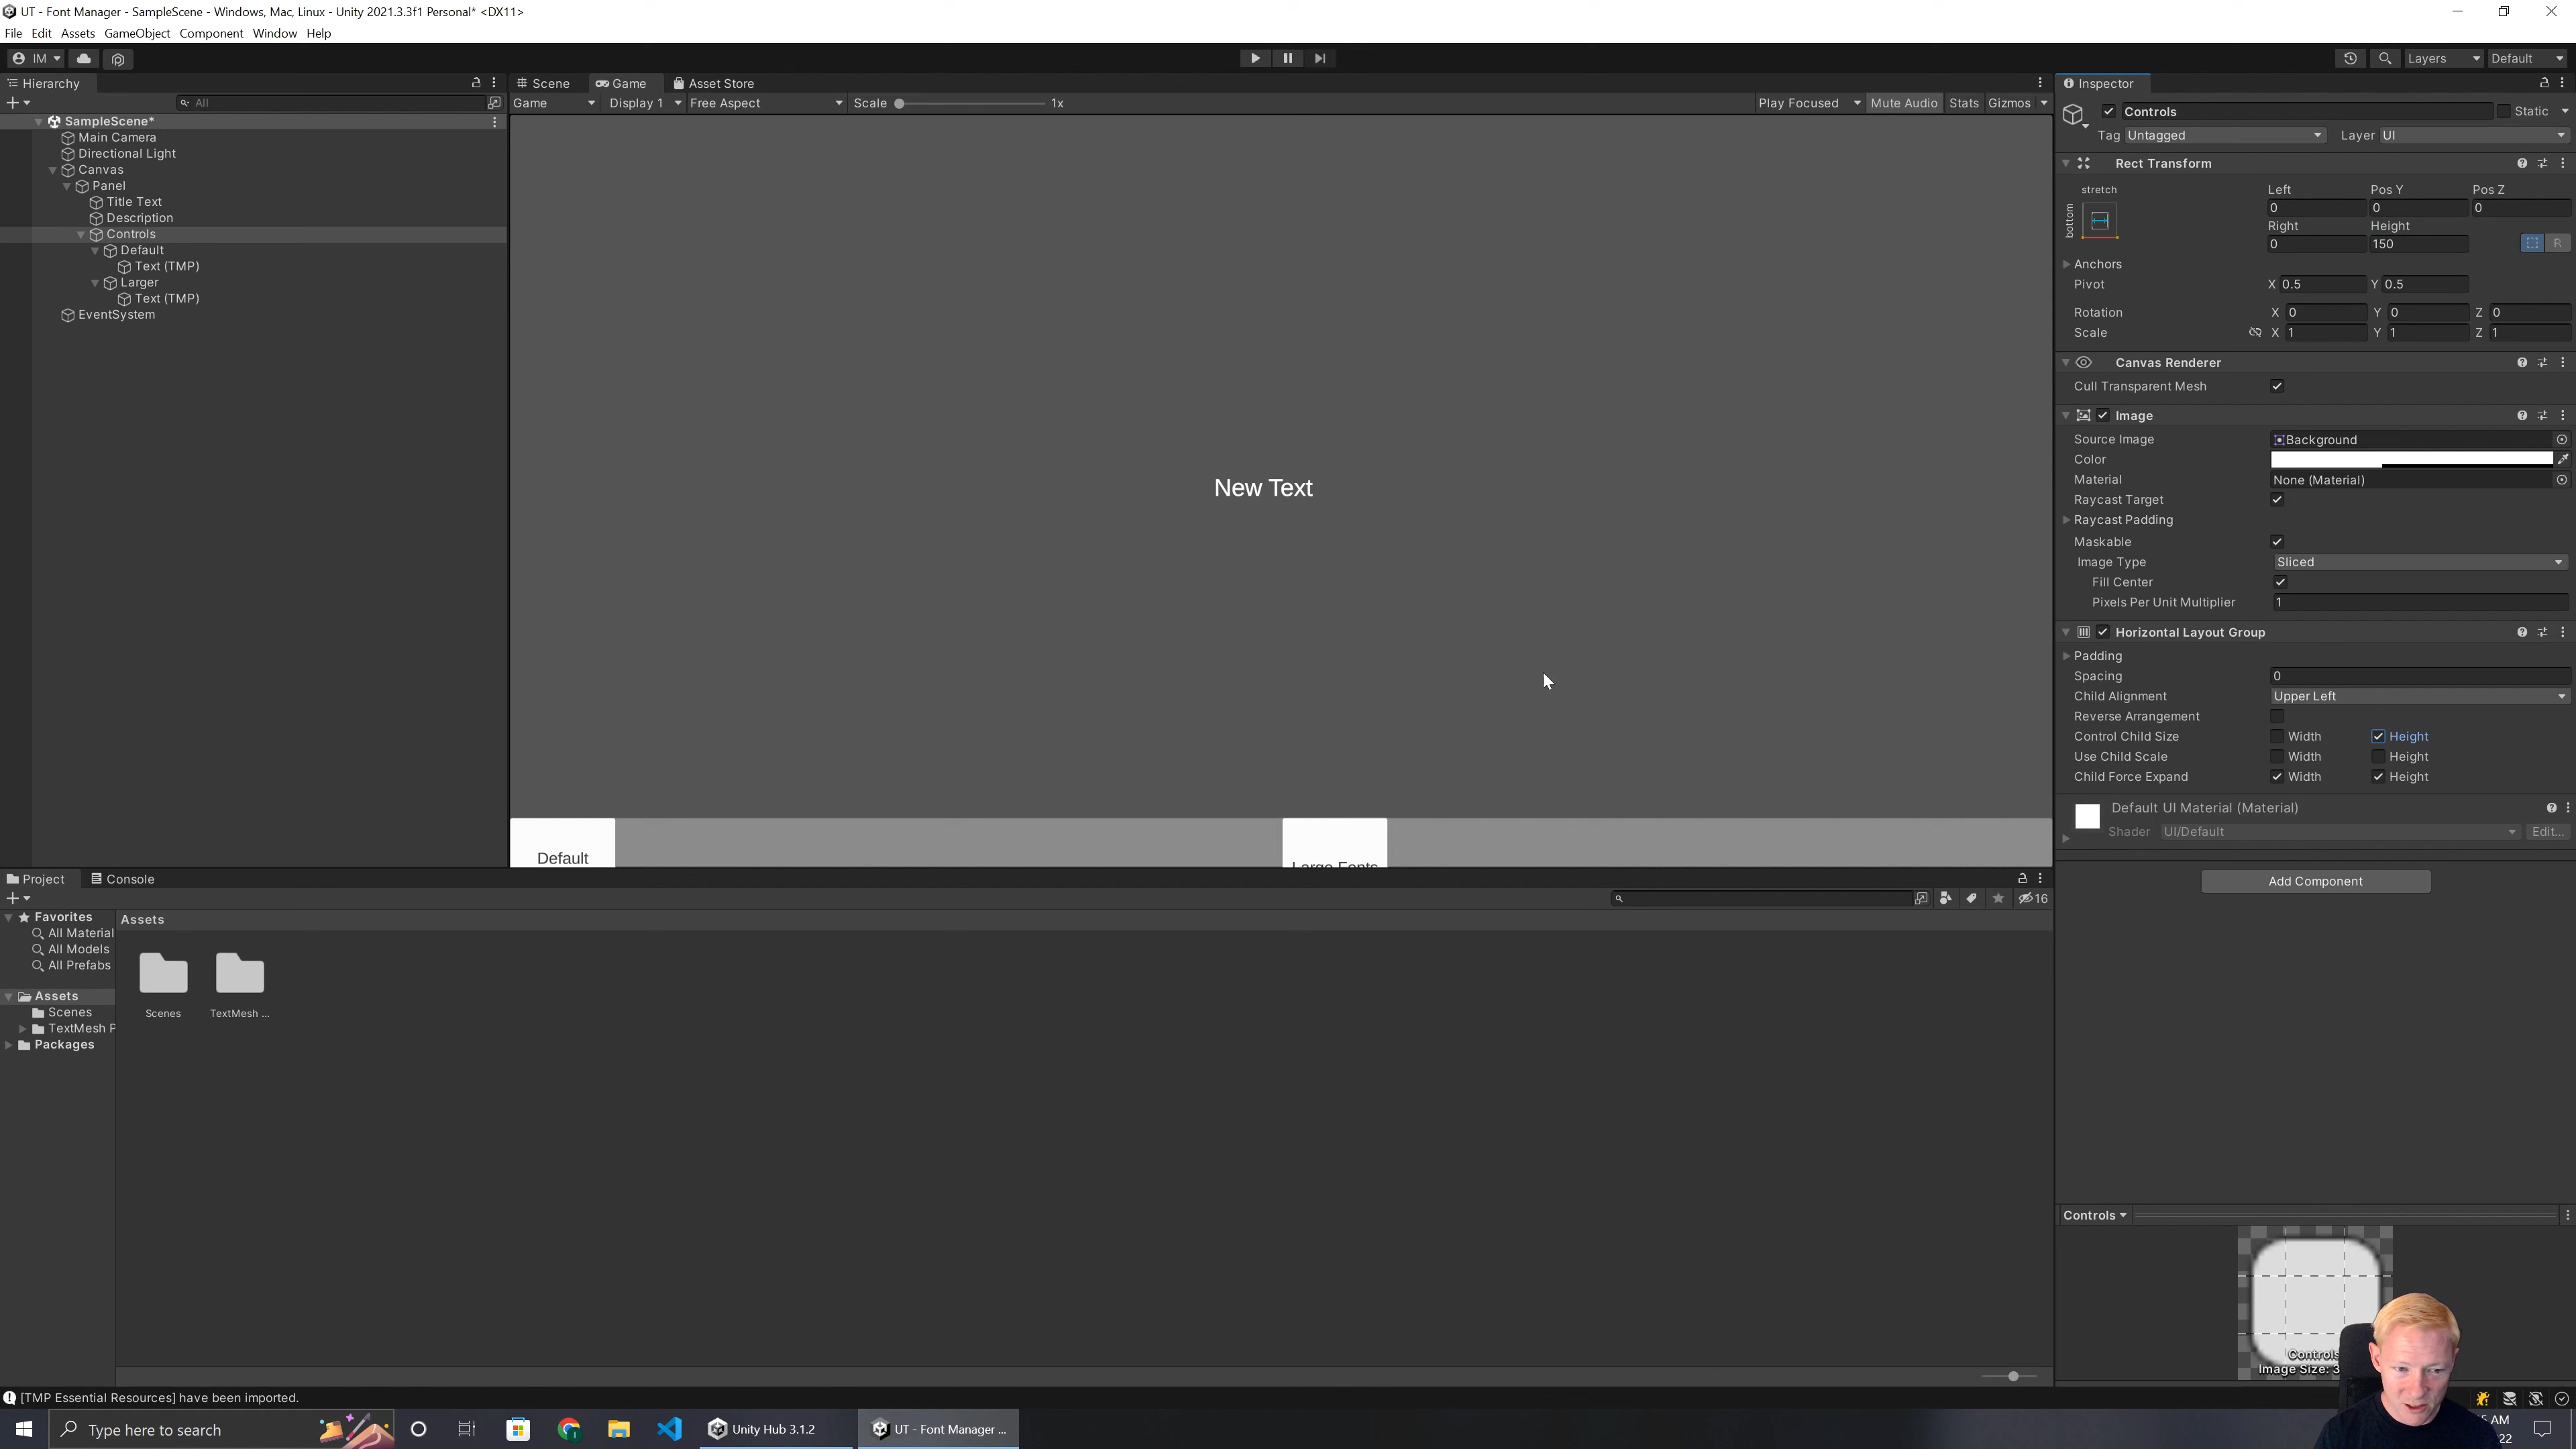 UT - Font Manager - SampleScene - Windows, Mac, Linux - Unity 2021.3.3f1 Personal* <DX11>
File Edit Assets GameObject Component Window Help
IM Layers Default
Hierarchy
All
SampleScene*
Main Camera
Directional Light
Canvas
Panel
Title Text
Description
Controls
Default
Text (TMP)
Larger
Text (TMP)
EventSystem
Scene Game Asset Store
Game Display 1 Free Aspect Scale 1x Play Focused Mute Audio Stats Gizmos
New Text
Default
Large Fonts
Inspector
Controls Static
Tag Untagged Layer UI
Rect Transform
stretch
bottom
Left Pos Y Pos Z
0 0 0
Right Height
0 150 R
Anchors
Pivot X 0.5 Y 0.5
Rotation X 0 Y 0 Z 0
Scale X 1 Y 1 Z 1
Canvas Renderer
Cull Transparent Mesh
Image
Source Image Background
Color
Material None (Material)
Raycast Target
Raycast Padding
Maskable
Image Type Sliced
Fill Center
Pixels Per Unit Multiplier 1
Horizontal Layout Group
Padding
Spacing 0
Child Alignment Upper Left
Reverse Arrangement
Control Child Size Width Height
Use Child Scale Width Height
Child Force Expand Width Height
Default UI Material (Material)
Shader UI/Default Edit...
Add Component
Controls
Controls
Image Size: 3
Project Console
16
Favorites
All Material
All Models
All Prefabs
Assets
Scenes
TextMesh P
Packages
Assets
Scenes
TextMesh ...
[TMP Essential Resources] have been imported.
Type here to search
Unity Hub 3.1.2
UT - Font Manager ...
5 AM
22